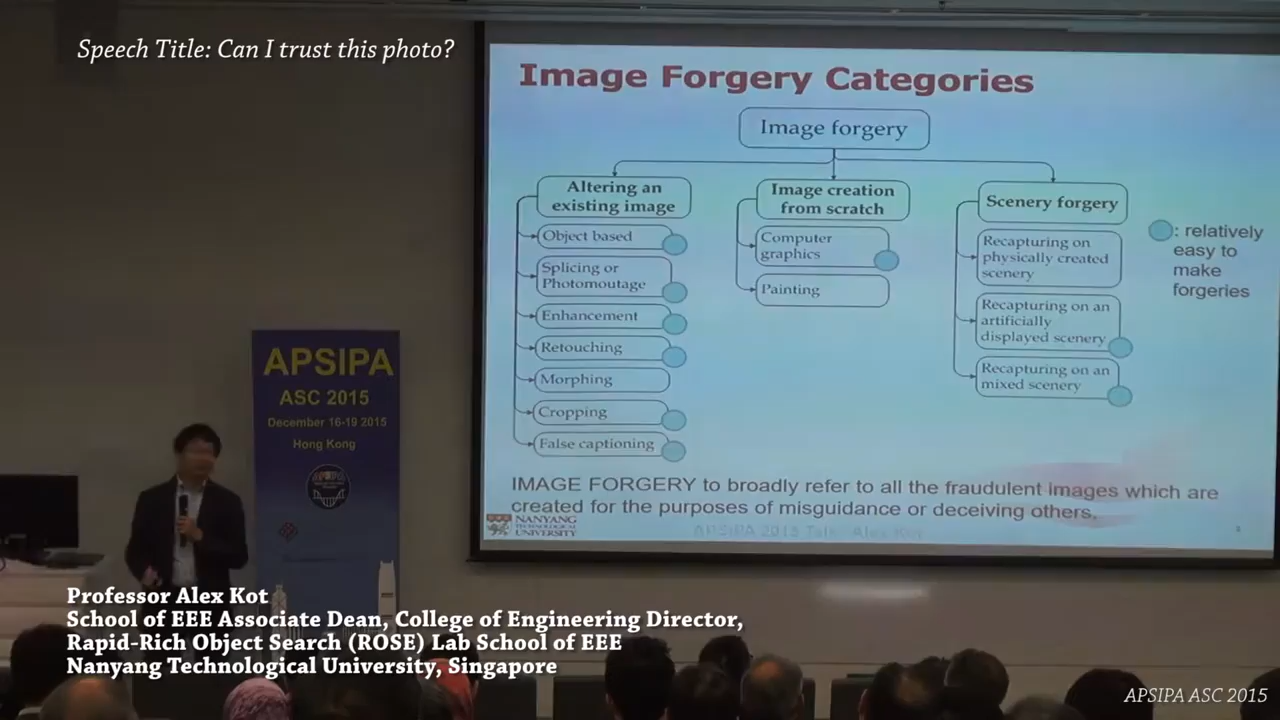 Speech Title: Can I trust this photo?
Image Forgery Categories
Image forgery
Altering an
existing image
Object based
Splicing or
Photomoutage
Enhancement
Retouching
Morphing
Cropping
False captioning
Image creation
from scratch
Computer
graphics
Painting
Scenery forgery
Recapturing on
physically created
scenery
Recapturing on an
artificially
displayed scenery
Recapturing on an
mixed scenery
: relatively
easy to
make
forgeries
IMAGE FORGERY to broadly refer to all the fraudulent images which are
created for the purposes of misguidance or deceiving others.
NANYANG
TECHNOLOGICAL
UNIVERSITY
APSIPA 2015 Talk Alex Kot
APSIPA
ASC 2015
December 16-19 2015
Hong Kong
APSIPA
Professor Alex Kot
School of EEE Associate Dean, College of Engineering Director,
Rapid-Rich Object Search (ROSE) Lab School of EEE
Nanyang Technological University, Singapore
APSIPA ASC 2015